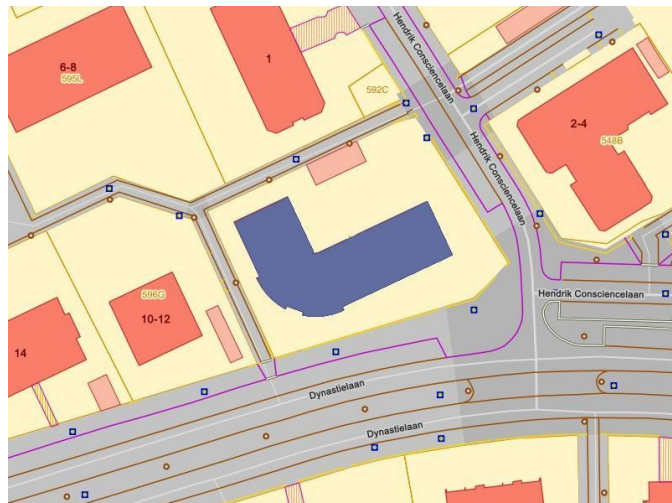 6-8
595L
1
592C
Hendrik Consciencelaan
2-4
548B
Hendrik Consciencelaan
Hendrik Consciencelaan
596G
10-12
14
Dynastielaan
Dynastielaan